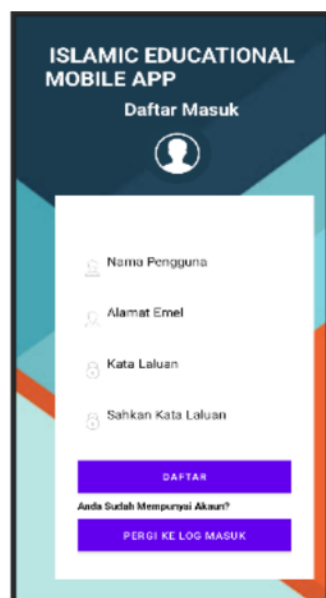 ISLAMIC EDUCATIONAL
MOBILE APP
Daftar Masuk
Nama Pengguna
Alamat Emel
Kata Laluan
Sahkan Kata Laluan
DAFTAR
Anda Sudah Mempunyai Akaun?
PERGI KE LOG MASUK